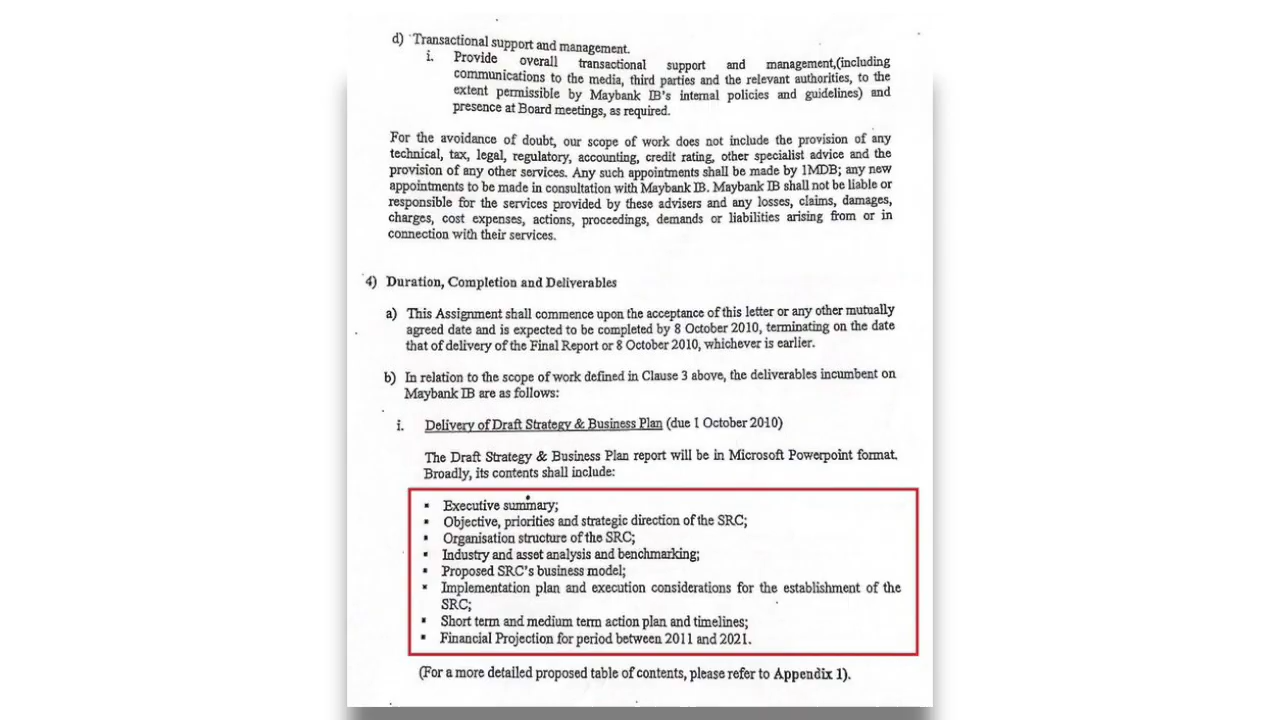 d) Transactional support and management.
i. Provide overall transactional support and management,(including
communications to the media, third parties and the relevant authorities, to the
extent permissible by Maybank IB's internal policies and guidelines) and
presence at Board meetings, as required.
For the avoidance of doubt, our scope of work does not include the provision of any
technical, tax, legal, regulatory, accounting, credit rating, other specialist advice and the
provision of any other services. Any such appointments shall be made by 1MDB; any new
appointments to be made in consultation with Maybank IB. Maybank IB shall not be liable or
responsible for the services provided by these advisers and any losses, claims, damages,
charges, cost expenses, actions, proceedings, demands or liabilities arising from or in
connection with their services.
4) Duration, Completion and Deliverables
a) This Assignment shall commence upon the acceptance of this letter or any other mutually
agreed date and is expected to be completed by 8 October 2010, terminating on the date
that of delivery of the Final Report or 8 October 2010, whichever is earlier.
b) In relation to the scope of work defined in Clause 3 above, the deliverables incumbent on
Maybank IB are as follows:
i. Delivery of Draft Strategy & Business Plan (due 1 October 2010)
The Draft Strategy & Business Plan report will be in Microsoft Powerpoint format.
Broadly, its contents shall include:
▪ Executive summary;
▪ Objective, priorities and strategic direction of the SRC;
▪ Organisation structure of the SRC;
▪ Industry and asset analysis and benchmarking;
▪ Proposed SRC's business model;
▪ Implementation plan and execution considerations for the establishment of the
SRC;
▪ Short term and medium term action plan and timelines;
▪ Financial Projection for period between 2011 and 2021.
(For a more detailed proposed table of contents, please refer to Appendix 1).